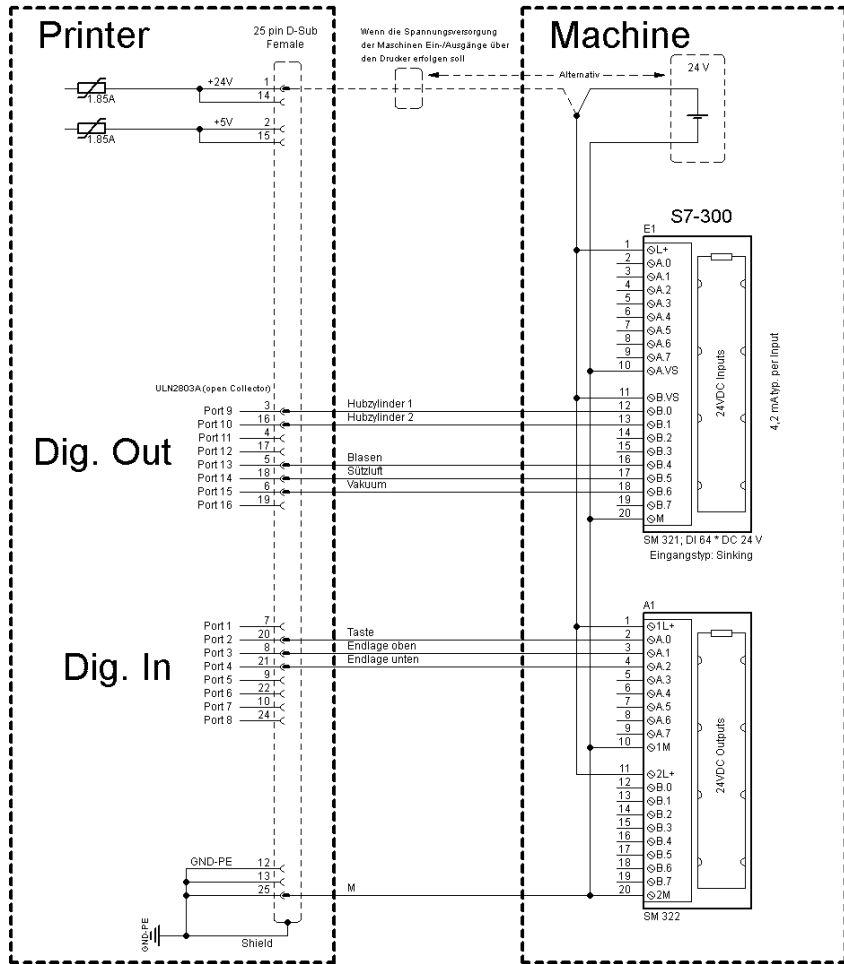 Printer
25 pin D-Sub
Female
Wenn die Spannungsversorgung
der Maschinen Ein-/Ausgänge über
den Drucker erfolgen soll
Machine
Alternativ
24 V
+24V
1
14
1.85A
+5V
2
15
1.85A
S7-300
E1
1 L+
2 A.0
3 A.1
4 A.2
5 A.3
6 A.4
7 A.5
8 A.6
9 A.7
10 A.VS
11 B.VS
12 B.0
13 B.1
14 B.2
15 B.3
16 B.4
17 B.5
18 B.6
19 B.7
20 M
24VDC Inputs
4,2 mA typ. per Input
SM 321; DI 64 * DC 24 V
Eingangstyp: Sinking
ULN2803A (open Collector)
Dig. Out
Port 9 3 Hubzylinder 1
Port 10 16 Hubzylinder 2
Port 11 4
Port 12 17
Port 13 5 Blasen
Port 14 18 Sützluft
Port 15 6 Vakuum
Port 16 19
Dig. In
Port 1 7
Port 2 20 Taste
Port 3 8 Endlage oben
Port 4 21 Endlage unten
Port 5 9
Port 6 22
Port 7 10
Port 8 24
A1
1 1L+
2 A.0
3 A.1
4 A.2
5 A.3
6 A.4
7 A.5
8 A.6
9 A.7
10 1M
11 2L+
12 B.0
13 B.1
14 B.2
15 B.3
16 B.4
17 B.5
18 B.6
19 B.7
20 2M
24VDC Outputs
SM 322
GND-PE 12
13
25 M
GND-PE
Shield